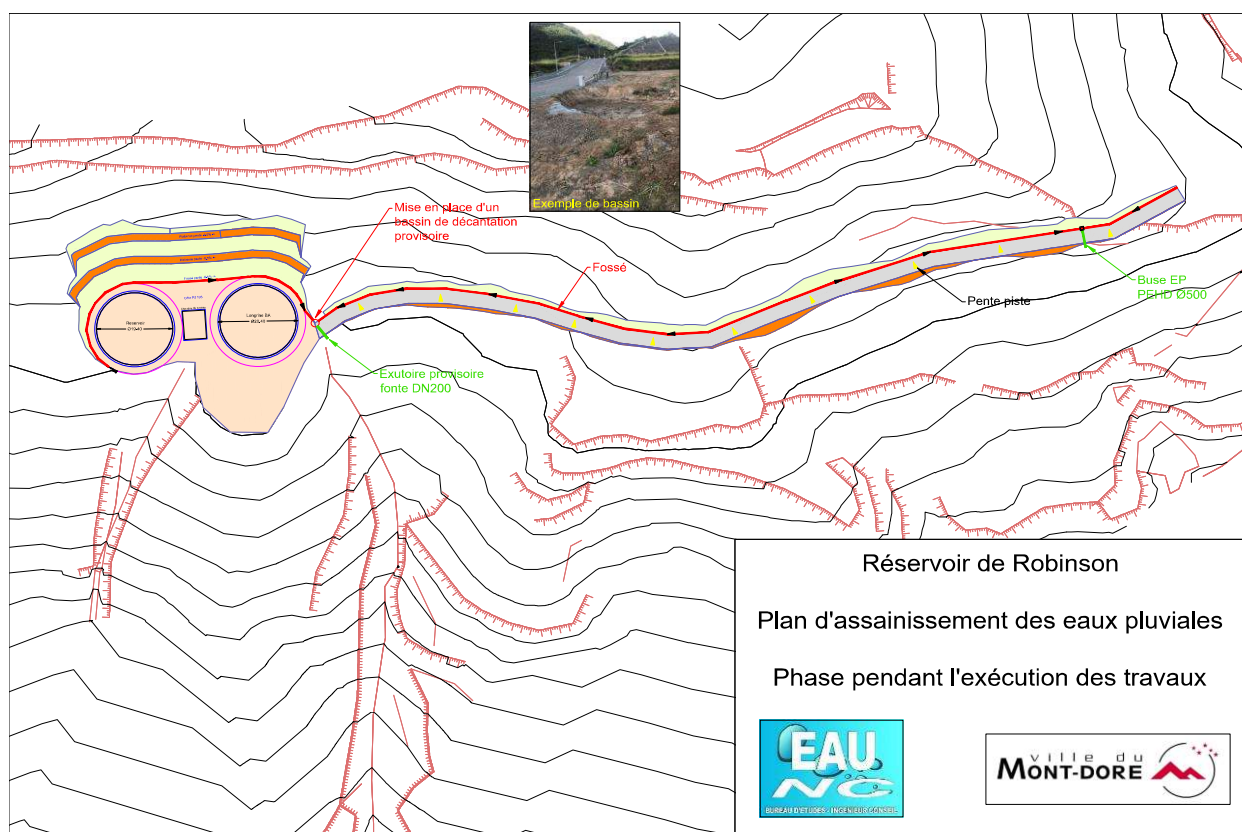 Exemple de bassin
Mise en place d'un
bassin de décantation
provisoire
Fossé
Buse EP
PEHD Ø500
Pente piste
Réservoir
Exutoire provisoire
fonte DN200
Réservoir de Robinson
Plan d'assainissement des eaux pluviales
Phase pendant l'exécution des travaux
EAU
NC
BUREAU D'ETUDES - INGENIEUR CONSEIL
ville du
MONT-DORE